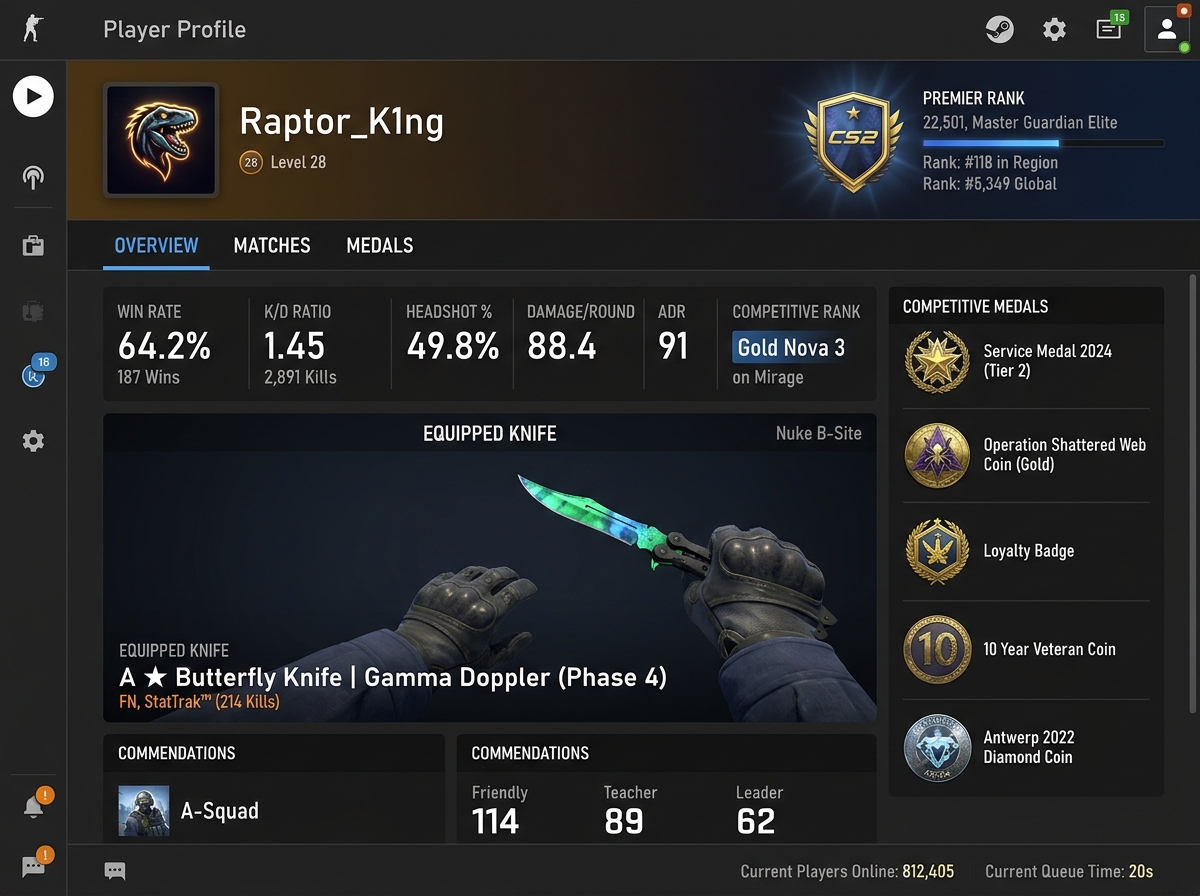 Player Profile
18
Raptor_K1ng
28 Level 28
CS2
PREMIER RANK
22,501, Master Guardian Elite
Rank: #118 in Region
Rank: #5,349 Global
OVERVIEW MATCHES MEDALS
WIN RATE
64.2%
187 Wins
K/D RATIO
1.45
2,891 Kills
HEADSHOT %
49.8%
DAMAGE/ROUND
88.4
ADR
91
COMPETITIVE RANK
Gold Nova 3
on Mirage
18
EQUIPPED KNIFE
Nuke B-Site
EQUIPPED KNIFE
A ★ Butterfly Knife | Gamma Doppler (Phase 4)
FN, StatTrak™ (214 Kills)
COMPETITIVE MEDALS
Service Medal 2024
(Tier 2)
Operation Shattered Web
Coin (Gold)
Loyalty Badge
10
10 Year Veteran Coin
Antwerp 2022
Diamond Coin
COMMENDATIONS
A-Squad
COMMENDATIONS
Friendly
114
Teacher
89
Leader
62
!
!
Current Players Online: 812,405
Current Queue Time: 20s